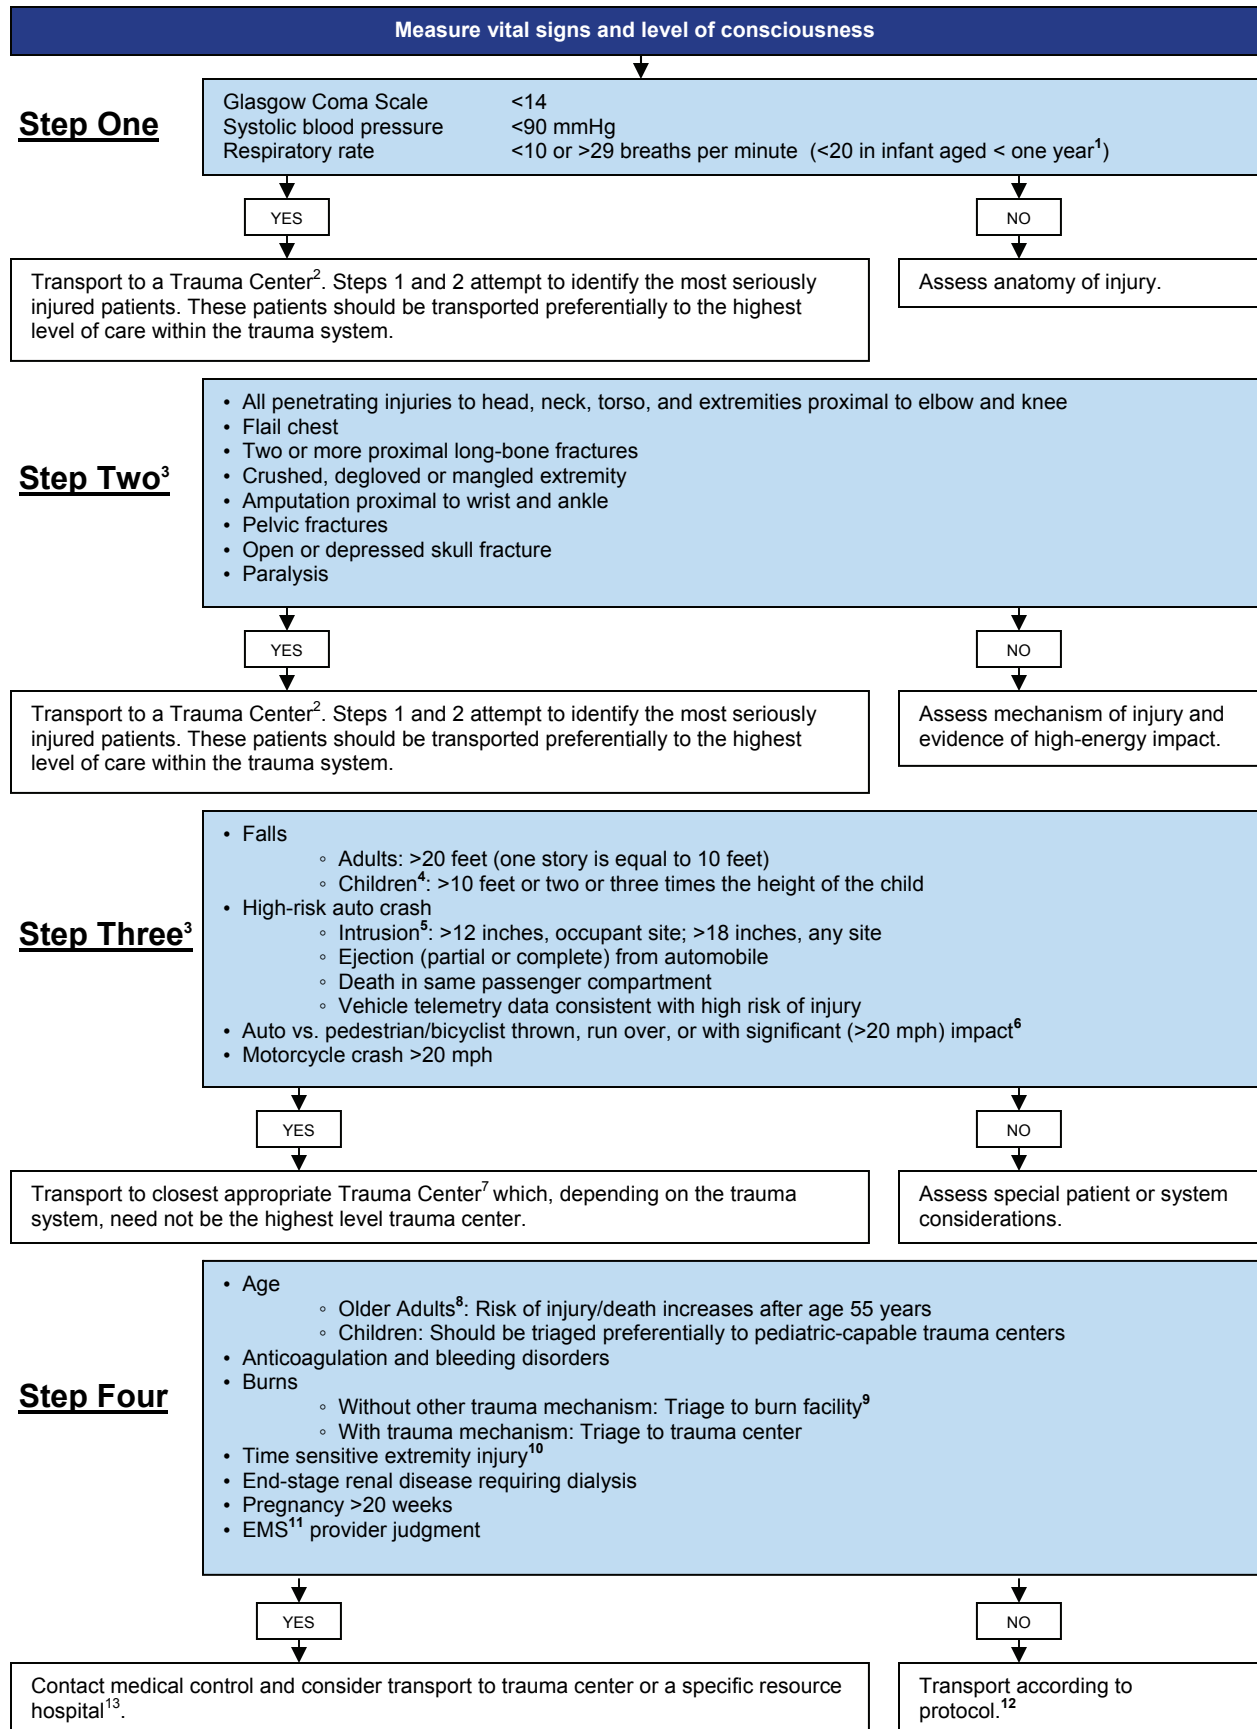 Measure vital signs and level of consciousness
Step One
Glasgow Coma Scale <14
Systolic blood pressure <90 mmHg
Respiratory rate <10 or >29 breaths per minute (<20 in infant aged < one year¹)
YES
NO
Transport to a Trauma Center². Steps 1 and 2 attempt to identify the most seriously
injured patients. These patients should be transported preferentially to the highest
level of care within the trauma system.
Assess anatomy of injury.
Step Two³
• All penetrating injuries to head, neck, torso, and extremities proximal to elbow and knee
• Flail chest
• Two or more proximal long-bone fractures
• Crushed, degloved or mangled extremity
• Amputation proximal to wrist and ankle
• Pelvic fractures
• Open or depressed skull fracture
• Paralysis
YES
NO
Transport to a Trauma Center². Steps 1 and 2 attempt to identify the most seriously
injured patients. These patients should be transported preferentially to the highest
level of care within the trauma system.
Assess mechanism of injury and
evidence of high-energy impact.
Step Three³
• Falls
◦ Adults: >20 feet (one story is equal to 10 feet)
◦ Children⁴: >10 feet or two or three times the height of the child
• High-risk auto crash
◦ Intrusion⁵: >12 inches, occupant site; >18 inches, any site
◦ Ejection (partial or complete) from automobile
◦ Death in same passenger compartment
◦ Vehicle telemetry data consistent with high risk of injury
• Auto vs. pedestrian/bicyclist thrown, run over, or with significant (>20 mph) impact⁶
• Motorcycle crash >20 mph
YES
NO
Transport to closest appropriate Trauma Center⁷ which, depending on the trauma
system, need not be the highest level trauma center.
Assess special patient or system
considerations.
Step Four
• Age
◦ Older Adults⁸: Risk of injury/death increases after age 55 years
◦ Children: Should be triaged preferentially to pediatric-capable trauma centers
• Anticoagulation and bleeding disorders
• Burns
◦ Without other trauma mechanism: Triage to burn facility⁹
◦ With trauma mechanism: Triage to trauma center
• Time sensitive extremity injury¹⁰
• End-stage renal disease requiring dialysis
• Pregnancy >20 weeks
• EMS¹¹ provider judgment
YES
NO
Contact medical control and consider transport to trauma center or a specific resource
hospital¹³.
Transport according to
protocol.¹²